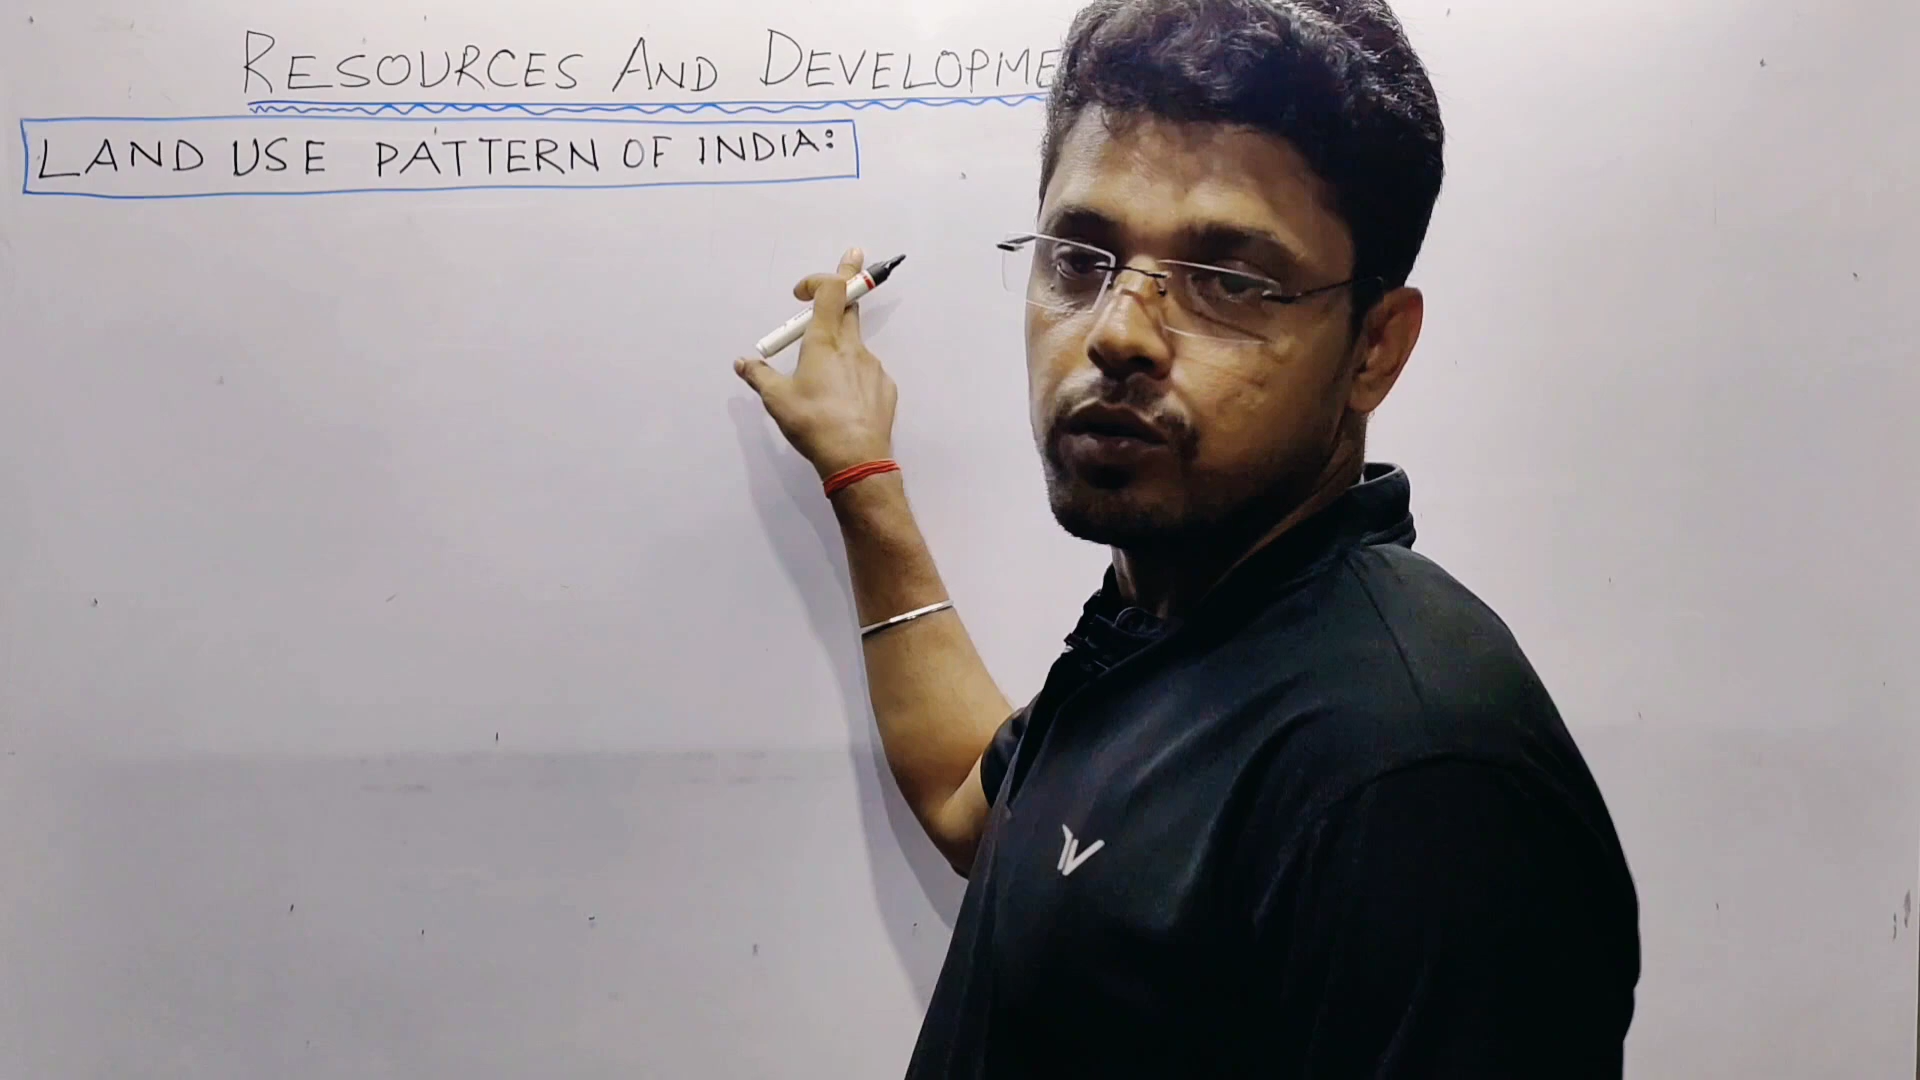 RESOURCES AND DEVELOPME
LAND USE PATTERN OF INDIA: